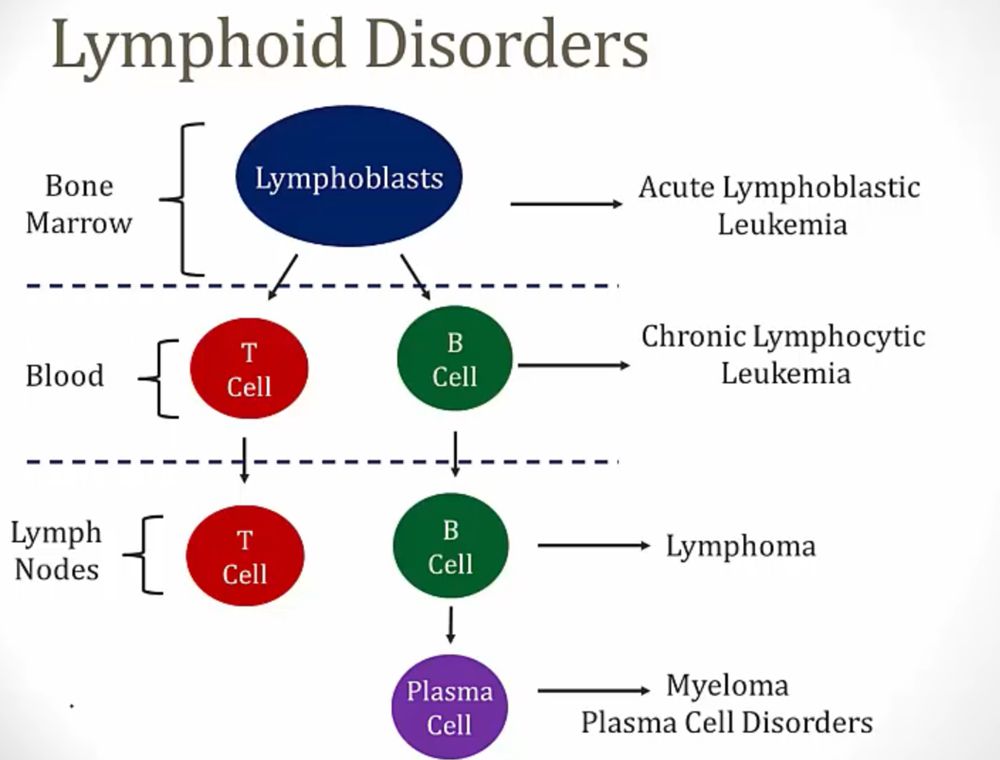 Lymphoid Disorders
Bone
Marrow
Lymphoblasts
Acute Lymphoblastic
Leukemia
Blood
T
Cell
B
Cell
Chronic Lymphocytic
Leukemia
Lymph
Nodes
T
Cell
B
Cell
Lymphoma
Plasma
Cell
Myeloma
Plasma Cell Disorders